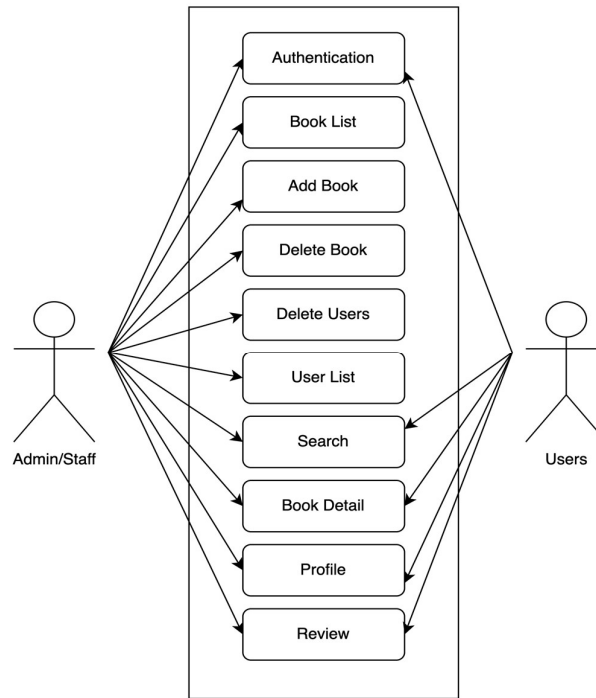 Authentication
Book List
Add Book
Delete Book
Delete Users
User List
Search
Book Detail
Profile
Review
Admin/Staff
Users